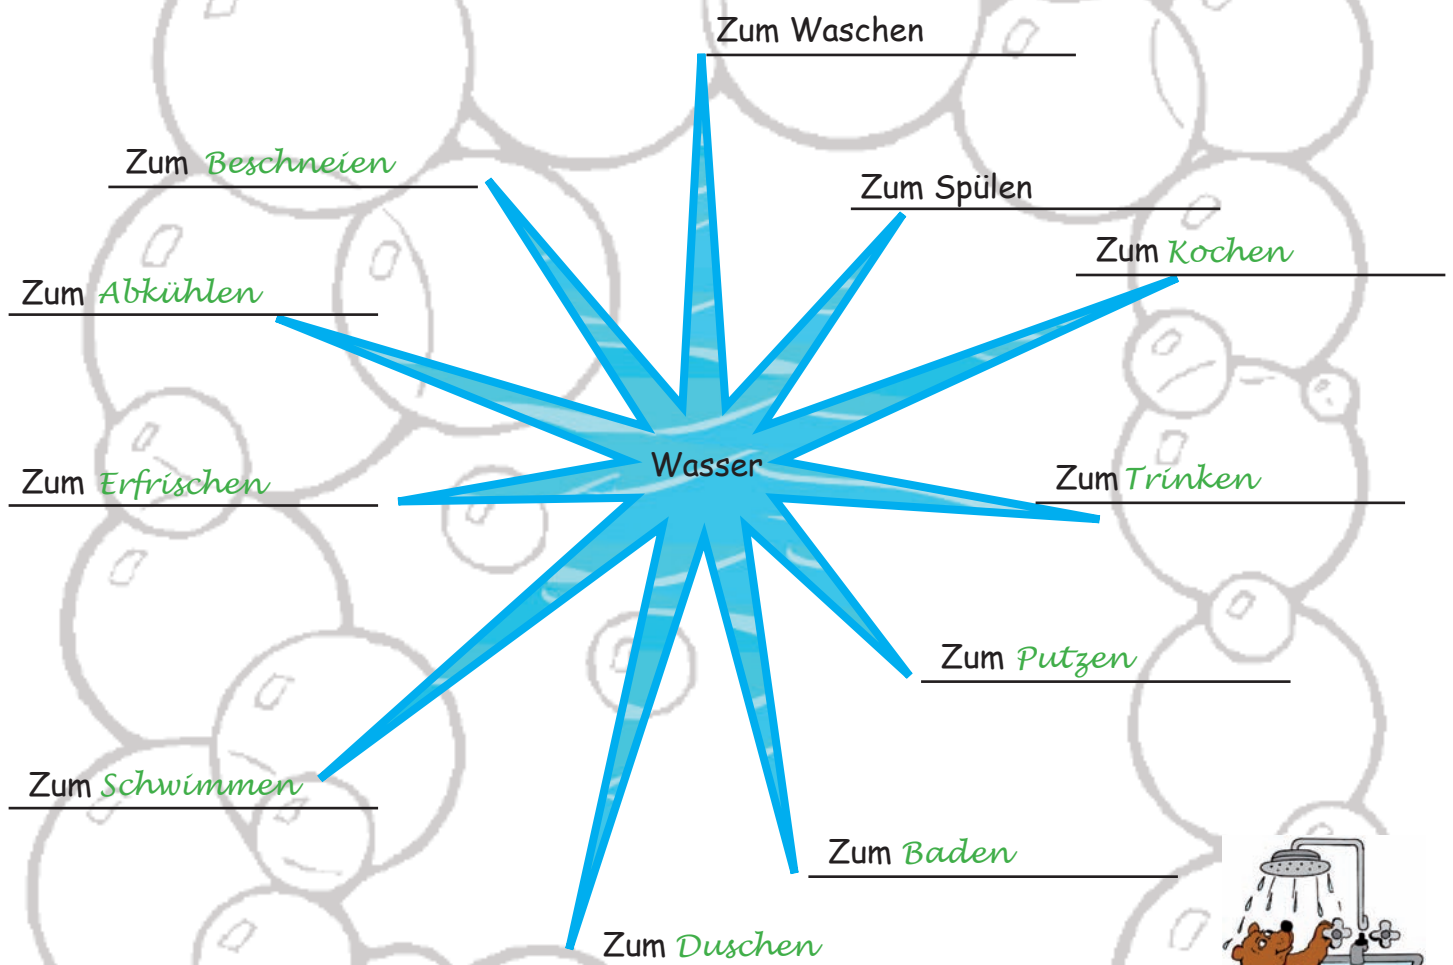 Zum Waschen
Zum Beschneien
Zum Spülen
Zum Kochen
Zum Abkühlen
Wasser
Zum Erfrischen
Zum Trinken
Zum Putzen
Zum Schwimmen
Zum Baden
Zum Duschen